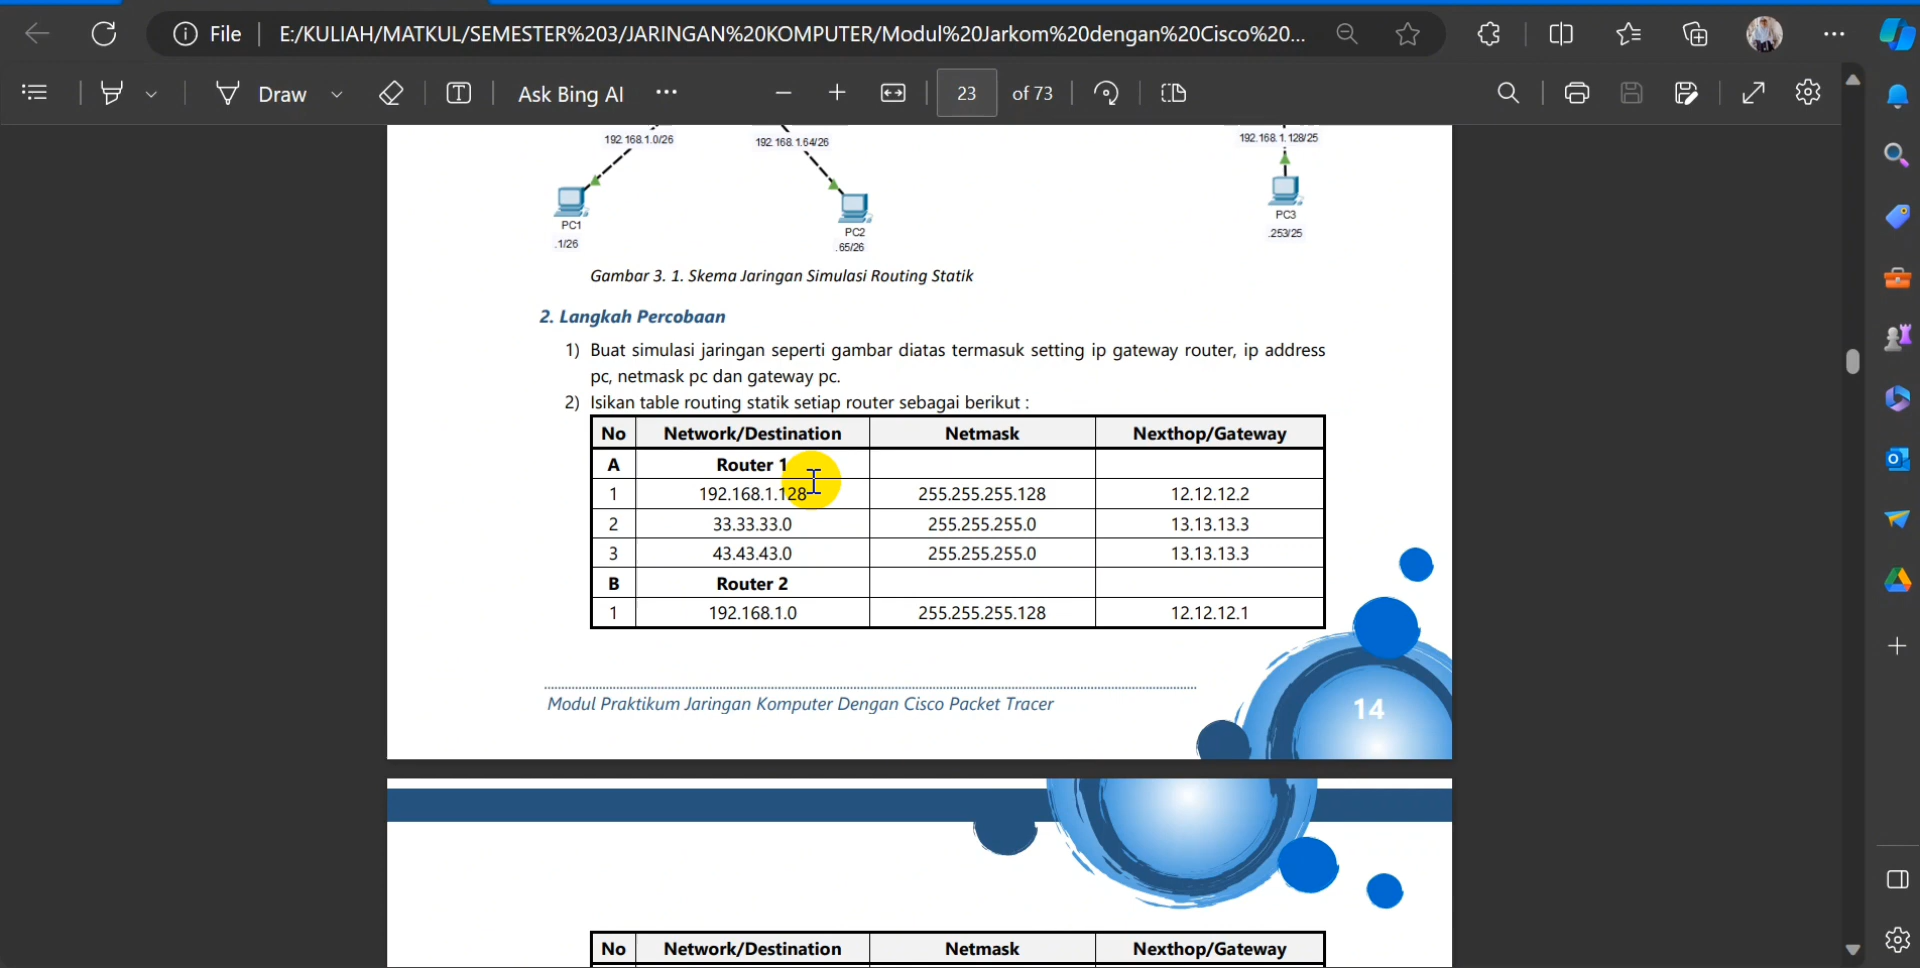 File
E:/KULIAH/MATKUL/SEMESTER%203/JARINGAN%20KOMPUTER/Modul%20Jarkom%20dengan%20Cisco%20...
Draw
Ask Bing AI
23 of 73
192.168.1.0/26 192.168.1.64/26 192.168.1.128/25
PC1 PC2 PC3
.1/26 .65/26 .253/25
Gambar 3. 1. Skema Jaringan Simulasi Routing Statik
2. Langkah Percobaan
1) Buat simulasi jaringan seperti gambar diatas termasuk setting ip gateway router, ip address
pc, netmask pc dan gateway pc.
2) Isikan table routing statik setiap router sebagai berikut :
No Network/Destination Netmask Nexthop/Gateway
A Router 1
1 192.168.1.128 255.255.255.128 12.12.12.2
2 33.33.33.0 255.255.255.0 13.13.13.3
3 43.43.43.0 255.255.255.0 13.13.13.3
B Router 2
1 192.168.1.0 255.255.255.128 12.12.12.1
Modul Praktikum Jaringan Komputer Dengan Cisco Packet Tracer
14
No Network/Destination Netmask Nexthop/Gateway